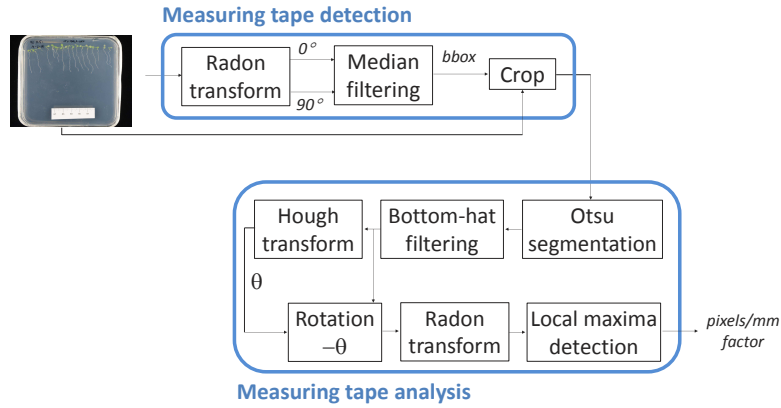 Measuring tape detection
Radon
transform
0°
90°
Median
filtering
bbox
Crop
Hough
transform
Bottom-hat
filtering
Otsu
segmentation
θ
Rotation
−θ
Radon
transform
Local maxima
detection
pixels/mm
factor
Measuring tape analysis